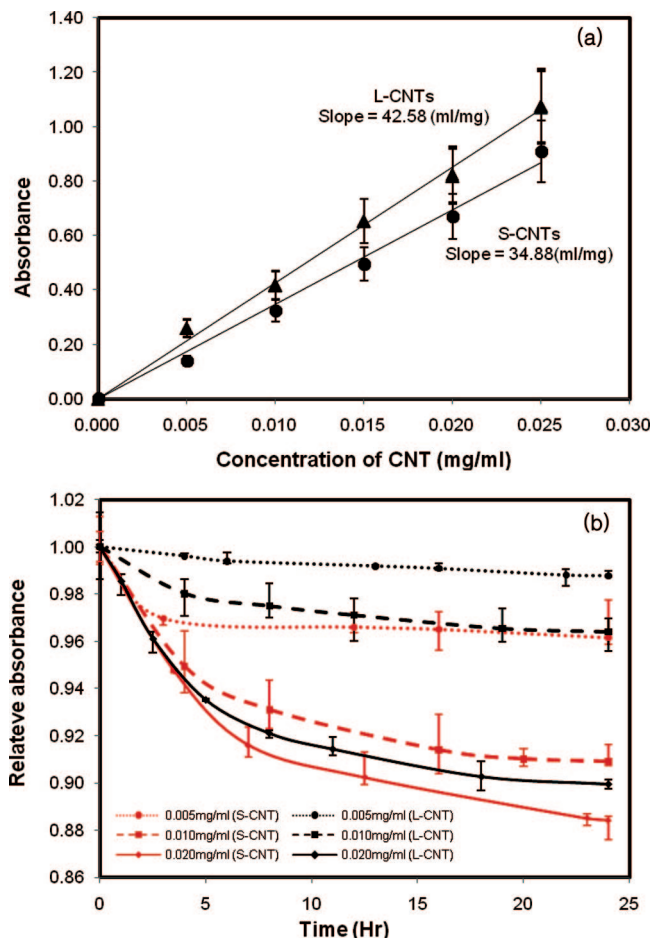 1.40
(a)
1.20
L-CNTs
Slope = 42.58 (ml/mg)
1.00
0.80
Absorbance
0.60
S-CNTs
Slope = 34.88(ml/mg)
0.40
0.20
0.00
0.000 0.005 0.010 0.015 0.020 0.025 0.030
Concentration of CNT (mg/ml)
1.02
(b)
1.00
0.98
0.96
Relateve absorbance
0.94
0.92
0.90
0.005mg/ml (S-CNT) 0.005mg/ml (L-CNT)
0.88
0.010mg/ml (S-CNT) 0.010mg/ml (L-CNT)
0.020mg/ml (S-CNT) 0.020mg/ml (L-CNT)
0.86
0 5 10 15 20 25
Time (Hr)